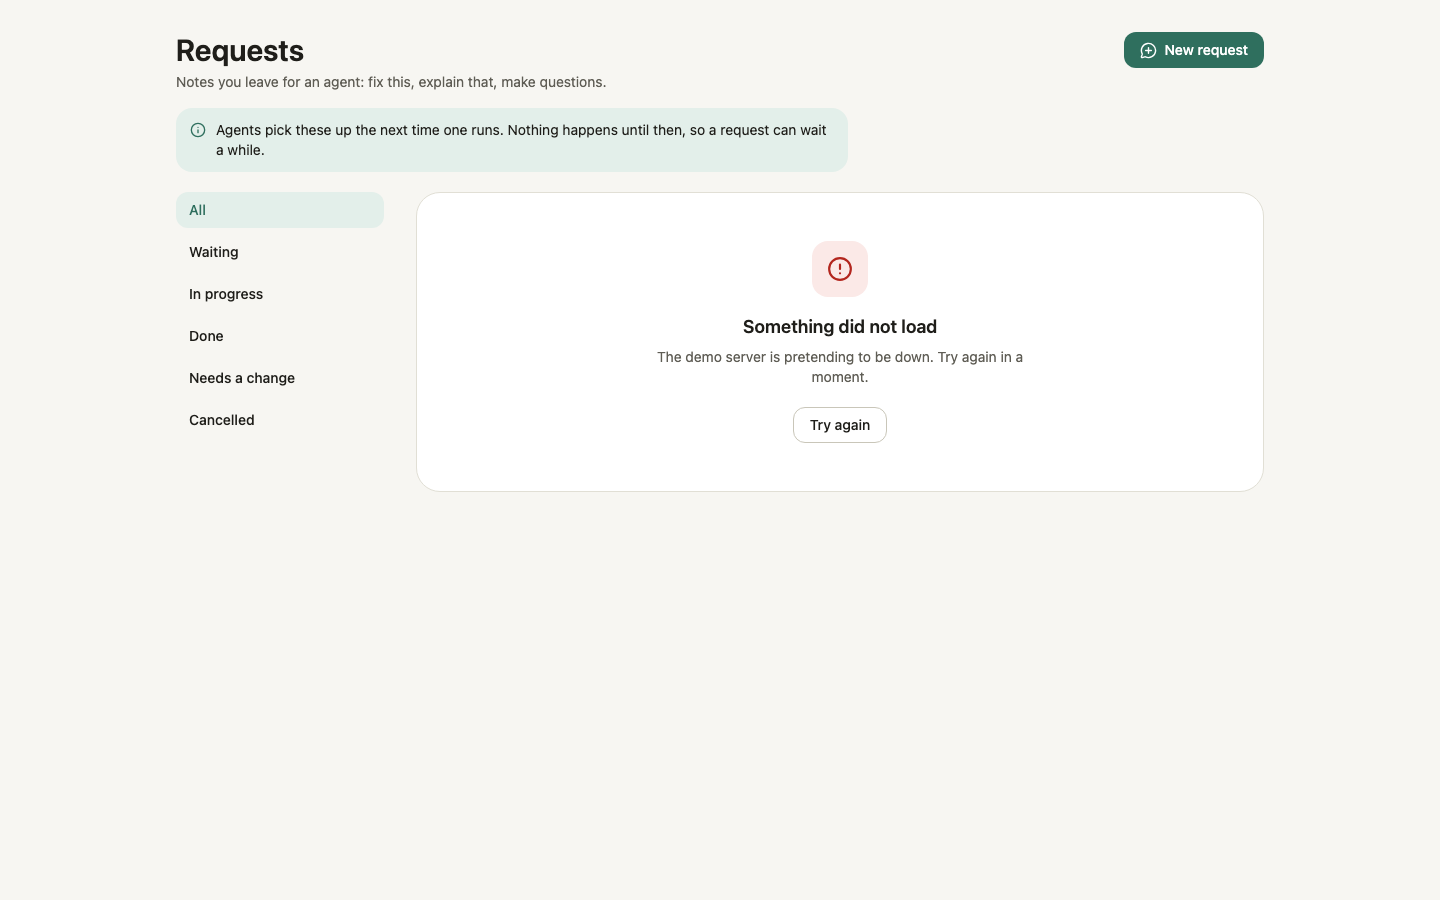 Requests
New request
Notes you leave for an agent: fix this, explain that, make questions.
Agents pick these up the next time one runs. Nothing happens until then, so a request can wait
a while.
All
Waiting
In progress
Done
Needs a change
Cancelled
Something did not load
The demo server is pretending to be down. Try again in a
moment.
Try again